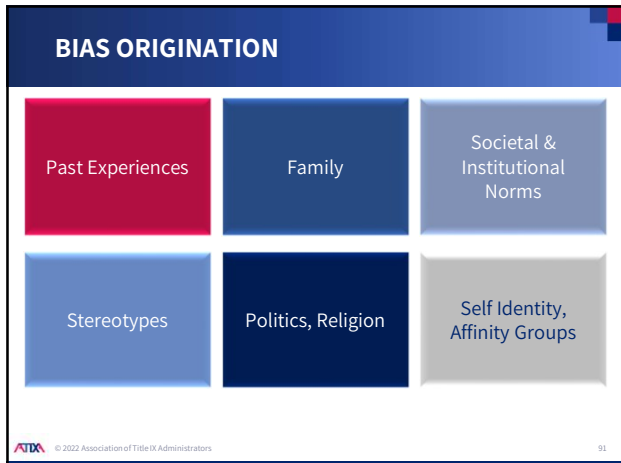 BIAS ORIGINATION
Past Experiences
Family
Societal &
Institutional
Norms
Stereotypes
Politics, Religion
Self Identity,
Affinity Groups
ATIXA © 2022 Association of Title IX Administrators
91